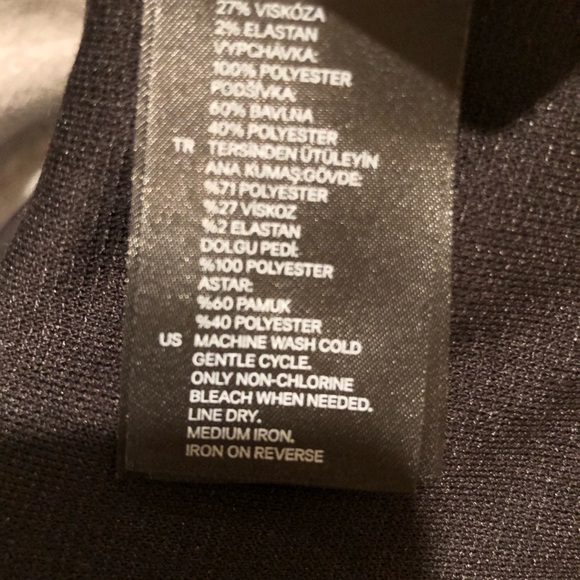 27% VISKÓZA
2% ELASTAN
VYPCHÁVKA:
100% POLYESTER
PODŠÍVKA:
60% BAVLNA
40% POLYESTER
TR TERSİNDEN ÜTÜLEYİN
ANA KUMAŞ:GÖVDE:
%71 POLYESTER
%27 VİSKOZ
%2 ELASTAN
DOLGU PEDİ:
%100 POLYESTER
ASTAR:
%60 PAMUK
%40 POLYESTER
US MACHINE WASH COLD
GENTLE CYCLE.
ONLY NON-CHLORINE
BLEACH WHEN NEEDED.
LINE DRY.
MEDIUM IRON.
IRON ON REVERSE